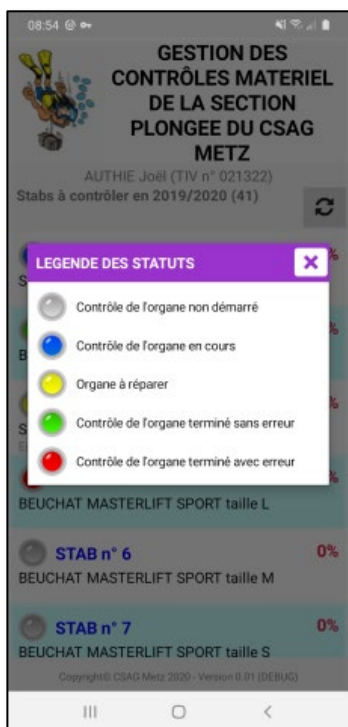 08:54
GESTION DES
CONTRÔLES MATERIEL
DE LA SECTION
PLONGEE DU CSAG
METZ
AUTHIE Joël (TIV n° 021322)
Stabs à contrôler en 2019/2020 (41)
%
LEGENDE DES STATUTS
S
Contrôle de l'organe non démarré
%
Contrôle de l'organe en cours
B
Organe à réparer
%
S
Contrôle de l'organe terminé sans erreur
Contrôle de l'organe terminé avec erreur
%
BEUCHAT MASTERLIFT SPORT taille L
STAB n° 6 0%
BEUCHAT MASTERLIFT SPORT taille M
STAB n° 7 0%
BEUCHAT MASTERLIFT SPORT taille S
Copyright© CSAG Metz 2020 - Version 0.01 (DEBUG)